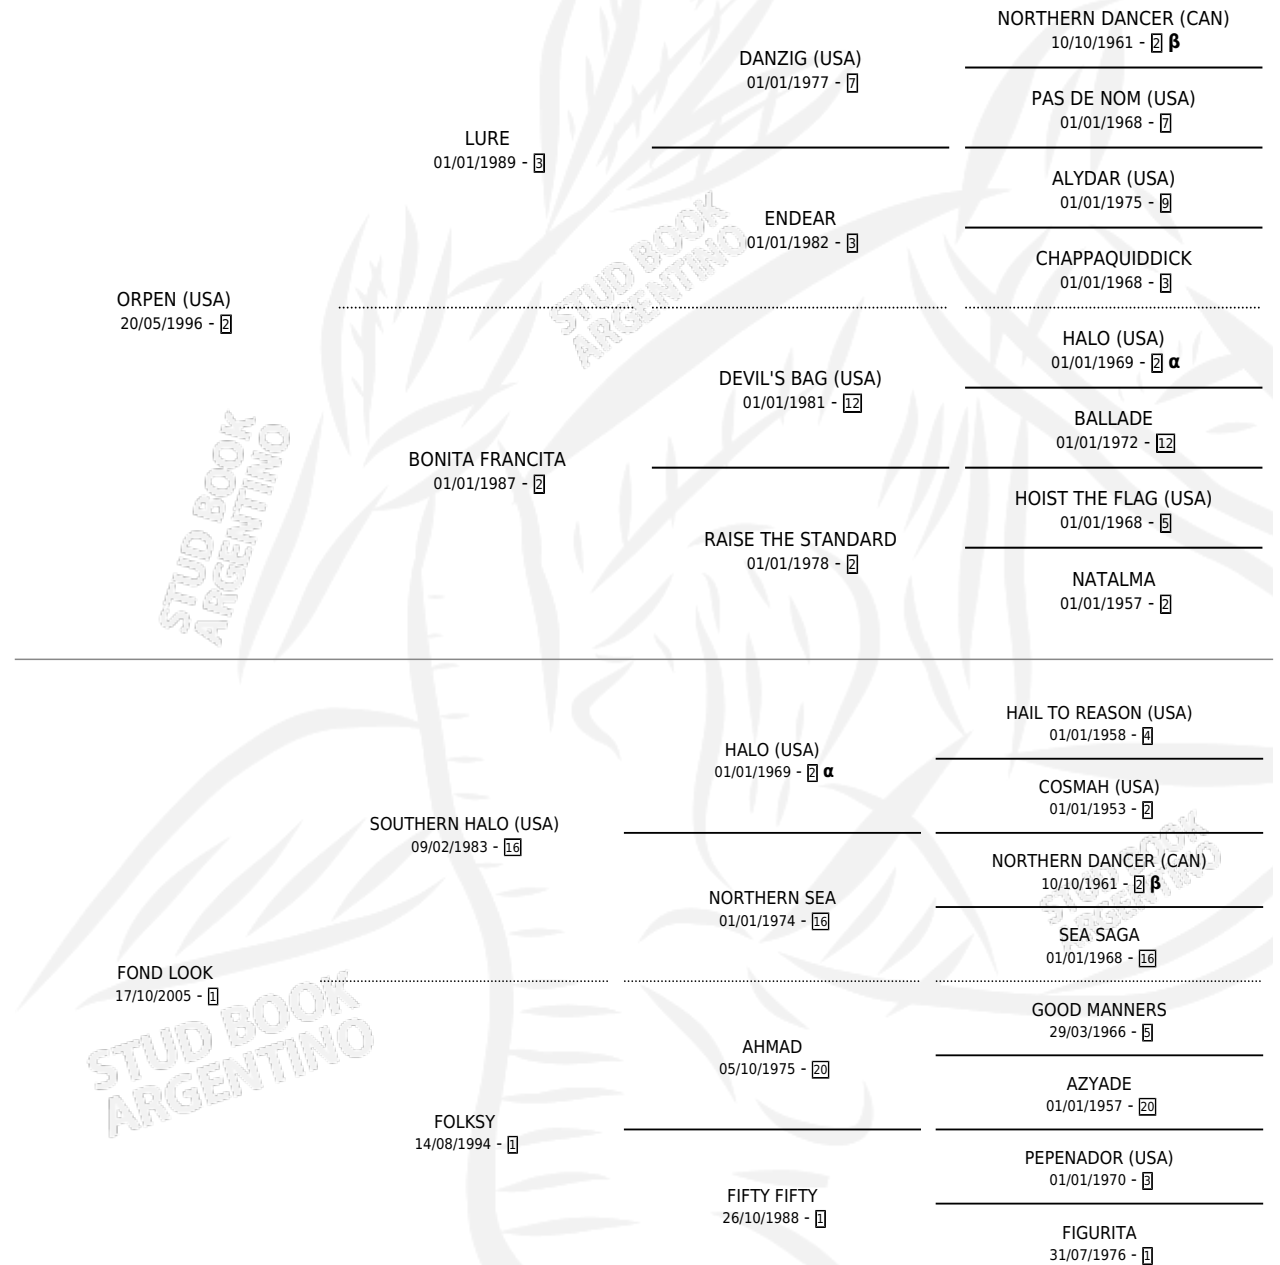 NORTHERN DANCER (CAN)
10/10/1961 - 2 β
DANZIG (USA)
01/01/1977 - 7
PAS DE NOM (USA)
01/01/1968 - 7
LURE
01/01/1989 - 3
ALYDAR (USA)
01/01/1975 - 9
ENDEAR
01/01/1982 - 3
CHAPPAQUIDDICK
01/01/1968 - 3
ORPEN (USA)
20/05/1996 - 2
HALO (USA)
01/01/1969 - 2 α
DEVIL'S BAG (USA)
01/01/1981 - 12
BALLADE
01/01/1972 - 12
BONITA FRANCITA
01/01/1987 - 2
HOIST THE FLAG (USA)
01/01/1968 - 5
RAISE THE STANDARD
01/01/1978 - 2
NATALMA
01/01/1957 - 2
HAIL TO REASON (USA)
01/01/1958 - 4
HALO (USA)
01/01/1969 - 2 α
COSMAH (USA)
01/01/1953 - 2
SOUTHERN HALO (USA)
09/02/1983 - 16
NORTHERN DANCER (CAN)
10/10/1961 - 2 β
NORTHERN SEA
01/01/1974 - 16
SEA SAGA
01/01/1968 - 16
FOND LOOK
17/10/2005 - 1
GOOD MANNERS
29/03/1966 - 5
AHMAD
05/10/1975 - 20
AZYADE
01/01/1957 - 20
FOLKSY
14/08/1994 - 1
PEPENADOR (USA)
01/01/1970 - 3
FIFTY FIFTY
26/10/1988 - 1
FIGURITA
31/07/1976 - 1
STUD BOOK
ARGENTINO
STUD BOOK
ARGENTINO
STUD BOOK
ARGENTINO
STUD BOOK
ARGENTINO